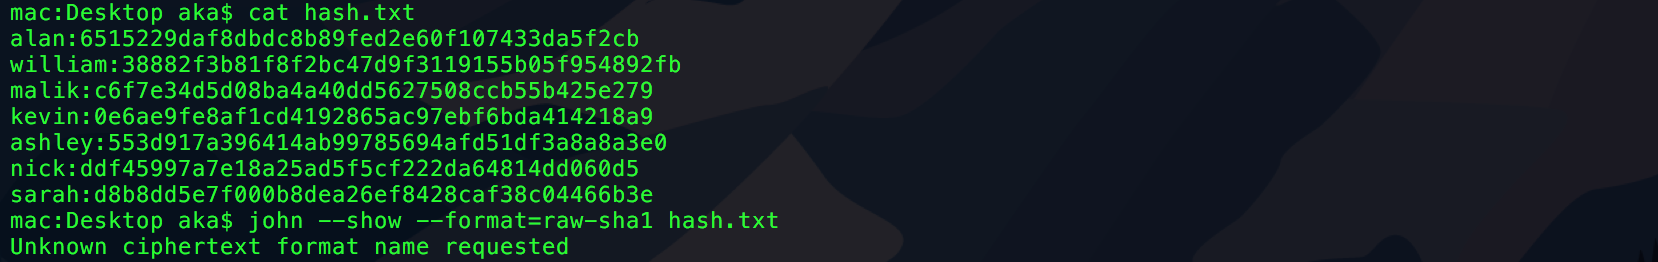 mac:Desktop aka$ cat hash.txt
alan:6515229daf8dbdc8b89fed2e60f107433da5f2cb
william:38882f3b81f8f2bc47d9f3119155b05f954892fb
malik:c6f7e34d5d08ba4a40dd5627508ccb55b425e279
kevin:0e6ae9fe8af1cd4192865ac97ebf6bda414218a9
ashley:553d917a396414ab99785694afd51df3a8a8a3e0
nick:ddf45997a7e18a25ad5f5cf222da64814dd060d5
sarah:d8b8dd5e7f000b8dea26ef8428caf38c04466b3e
mac:Desktop aka$ john --show --format=raw-sha1 hash.txt
Unknown ciphertext format name requested